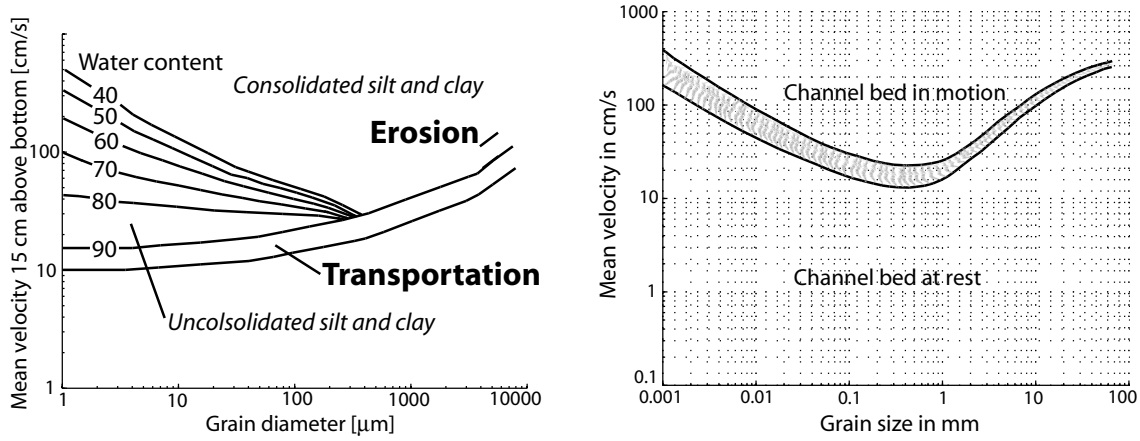 Mean velocity 15 cm above bottom [cm/s]
Water content
40
50
60
70
80
90
Consolidated silt and clay
Erosion
Transportation
Uncolsolidated silt and clay
100
10
1
1 10 100 1000 10000
Grain diameter [μm]
Mean velocity in cm/s
1000
100
10
1
0.1
Channel bed in motion
Channel bed at rest
0.001 0.01 0.1 1 10 100
Grain size in mm